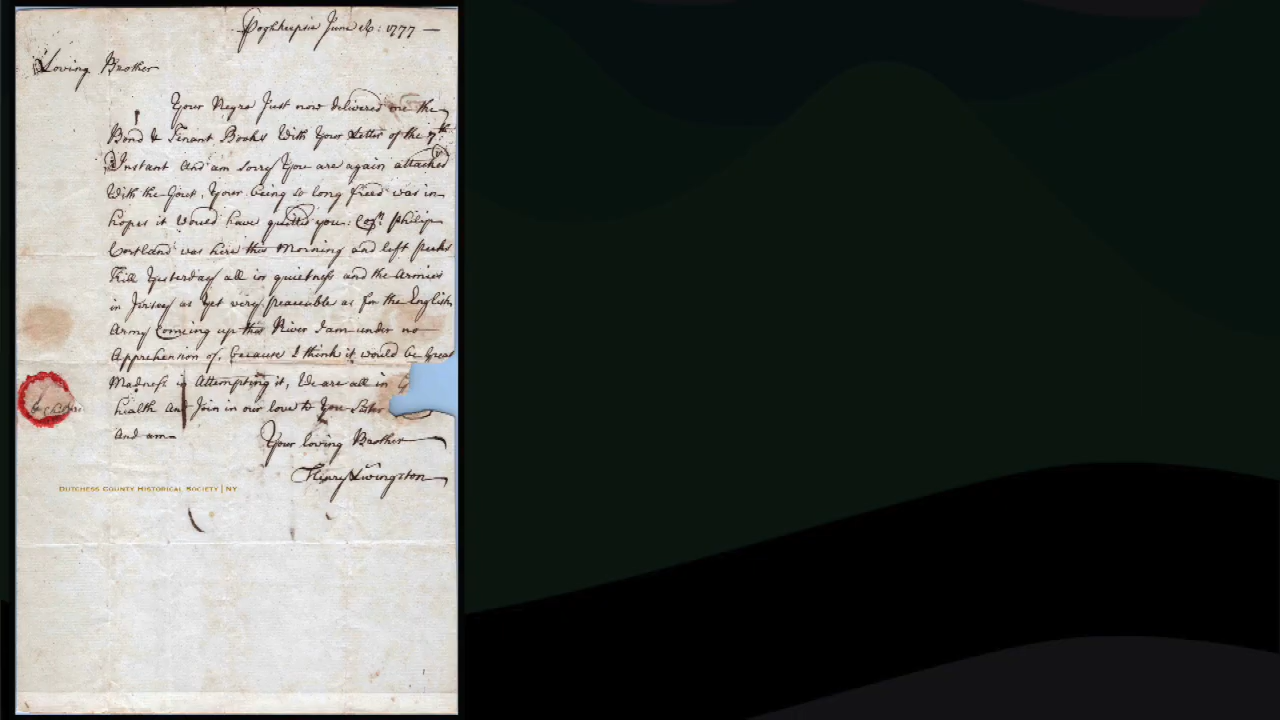 Poghkeepsie June 16: 1777 —
Loving Brother
Your Negro Just now delivered me the
Bond & Tenant Books With Your Letter of the 7th
Instant and am sorry You are again attacked
With the Gout, Your being so long freed was in
hopes it would have quitted you: Coll. Philip
Cortland was here this Morning and left Peeks
Kill Yesterday all in quietness and the Armies
in Jersey as Yet very peaceable as for the English
Army Coming up this River I am under no
Apprehension of, because I think it would be Great
Madness in Attempting it, We are all in G
health And Join in our love to You Sister
And am
Your loving Brother
Henry Livingston
DUTCHESS COUNTY HISTORICAL SOCIETY | NY